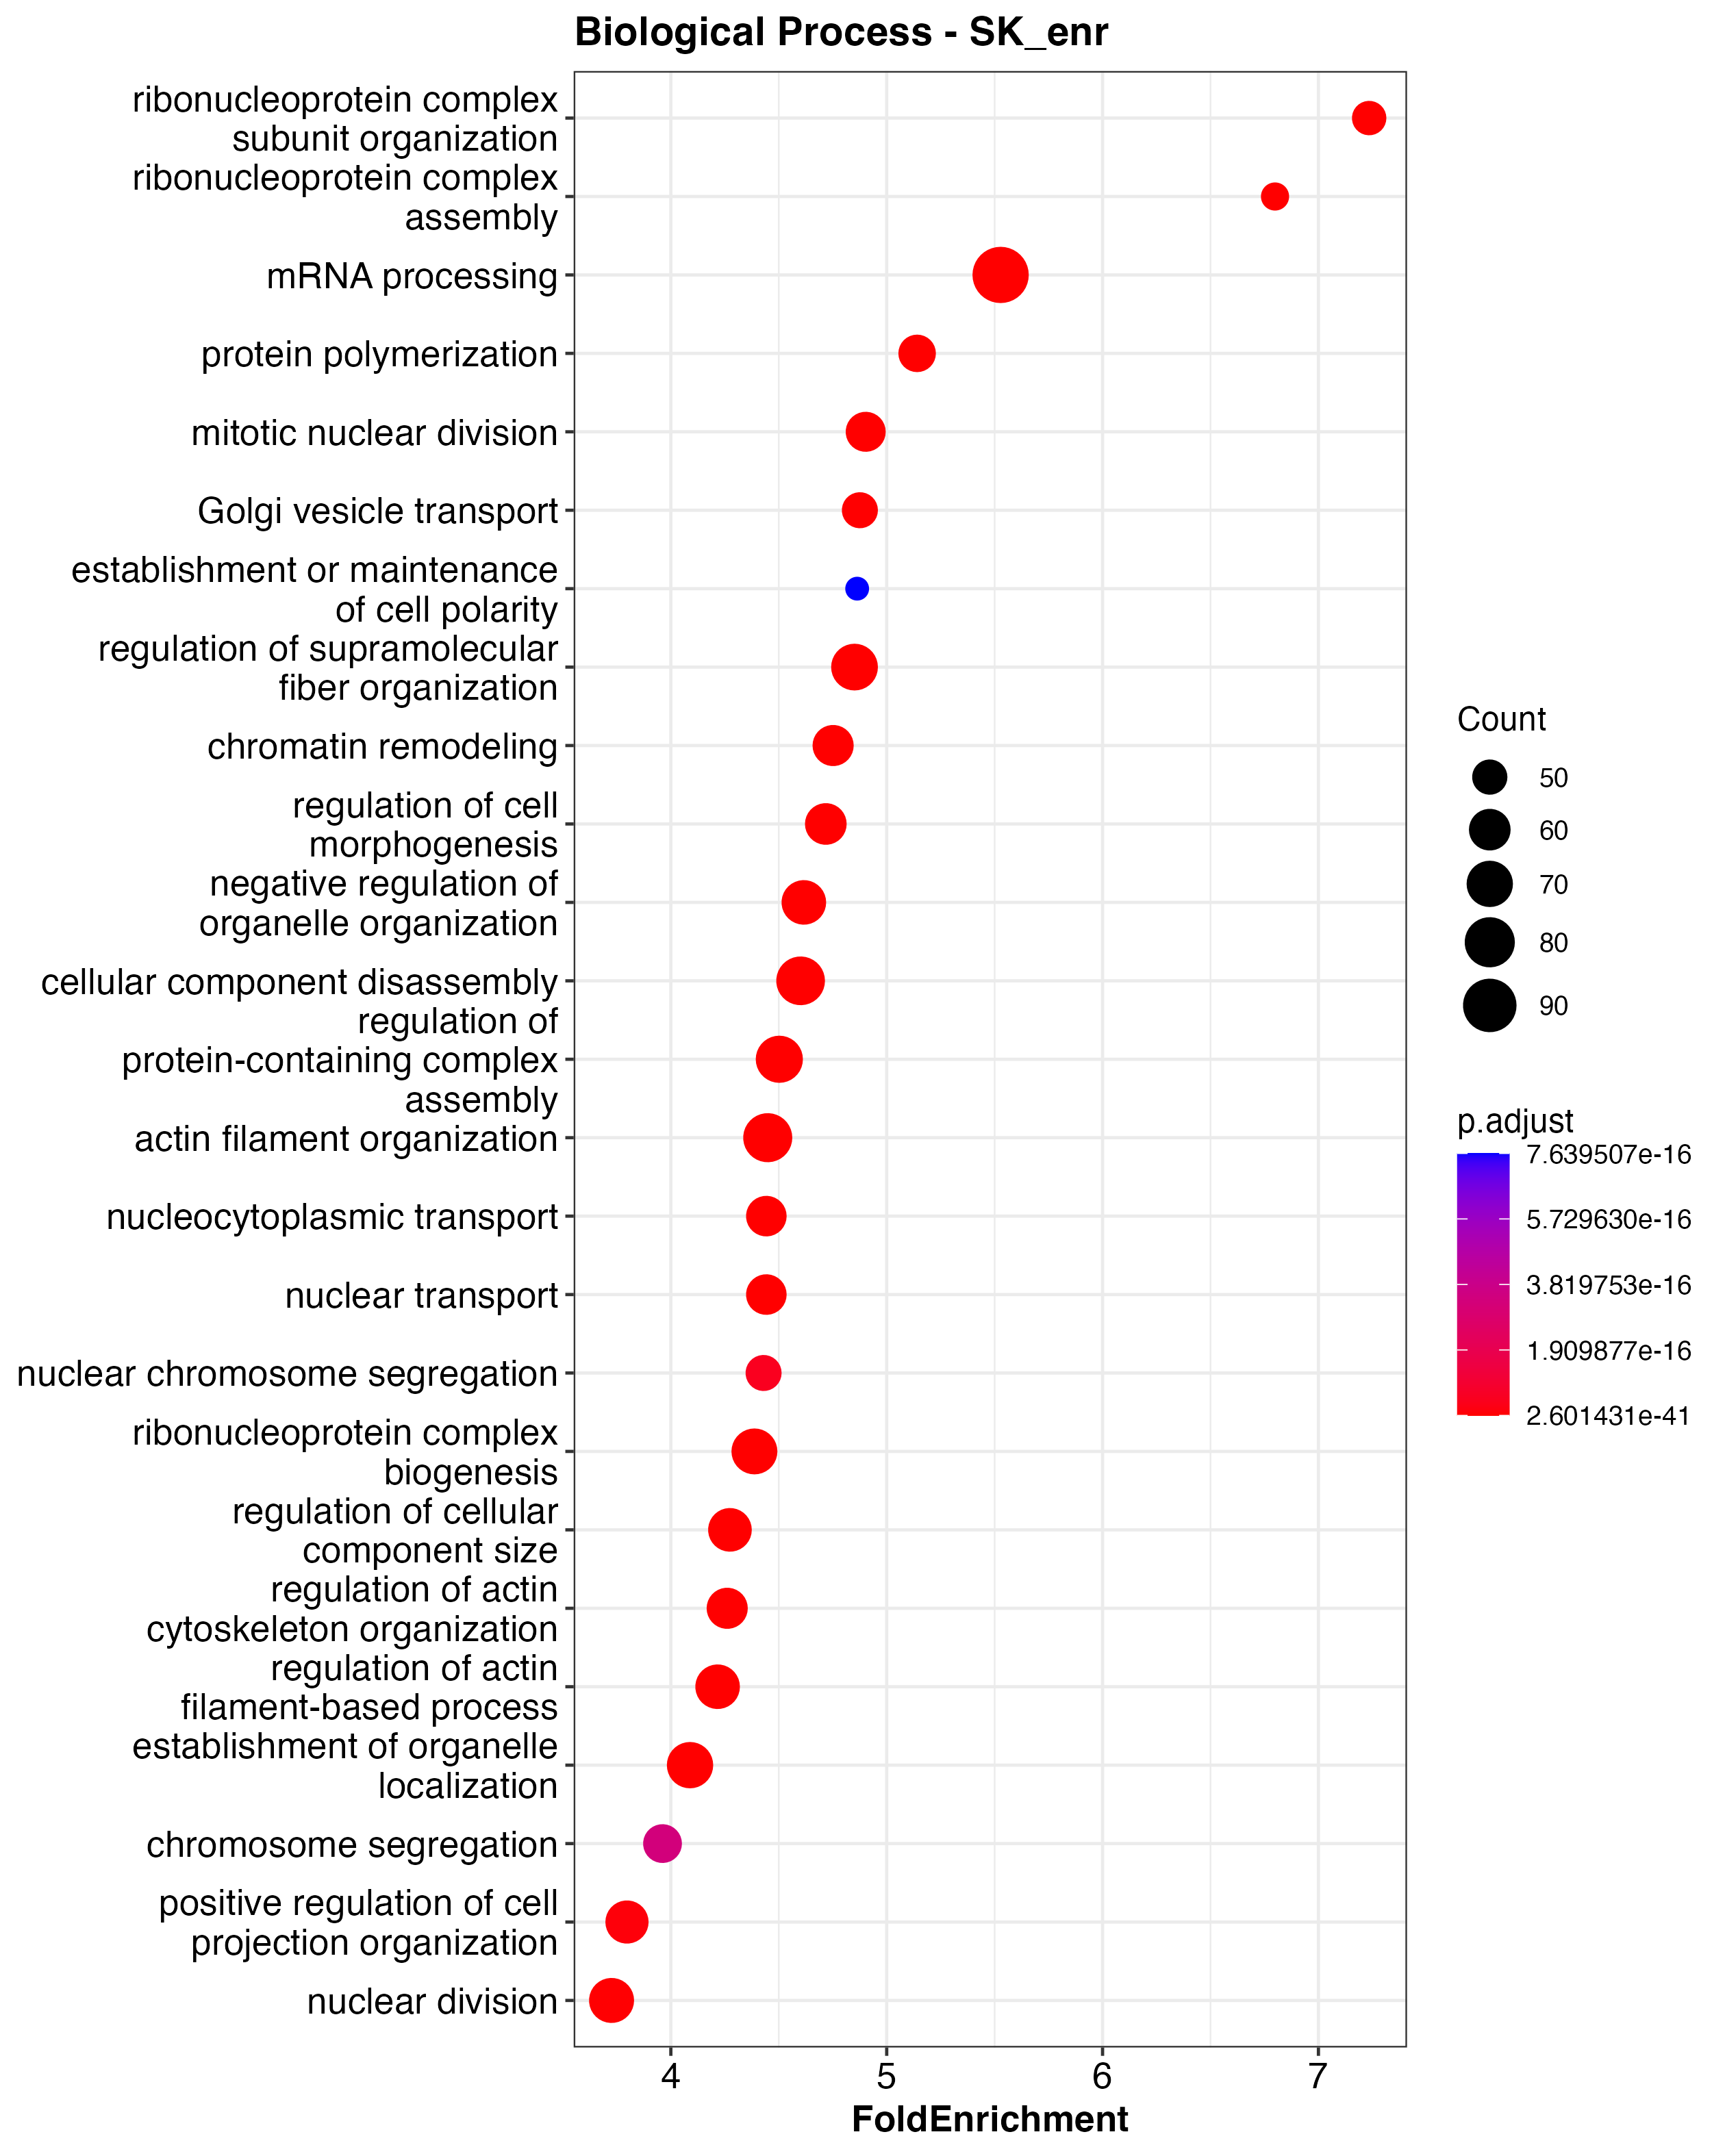 Biological Process - SK_enr
ribonucleoprotein complex
subunit organization
ribonucleoprotein complex
assembly
mRNA processing
protein polymerization
mitotic nuclear division
Golgi vesicle transport
establishment or maintenance
of cell polarity
regulation of supramolecular
fiber organization
chromatin remodeling
regulation of cell
morphogenesis
negative regulation of
organelle organization
cellular component disassembly
regulation of
protein-containing complex
assembly
actin filament organization
nucleocytoplasmic transport
nuclear transport
nuclear chromosome segregation
ribonucleoprotein complex
biogenesis
regulation of cellular
component size
regulation of actin
cytoskeleton organization
regulation of actin
filament-based process
establishment of organelle
localization
chromosome segregation
positive regulation of cell
projection organization
nuclear division
4 5 6 7
FoldEnrichment
Count
50
60
70
80
90
p.adjust
7.639507e-16
5.729630e-16
3.819753e-16
1.909877e-16
2.601431e-41